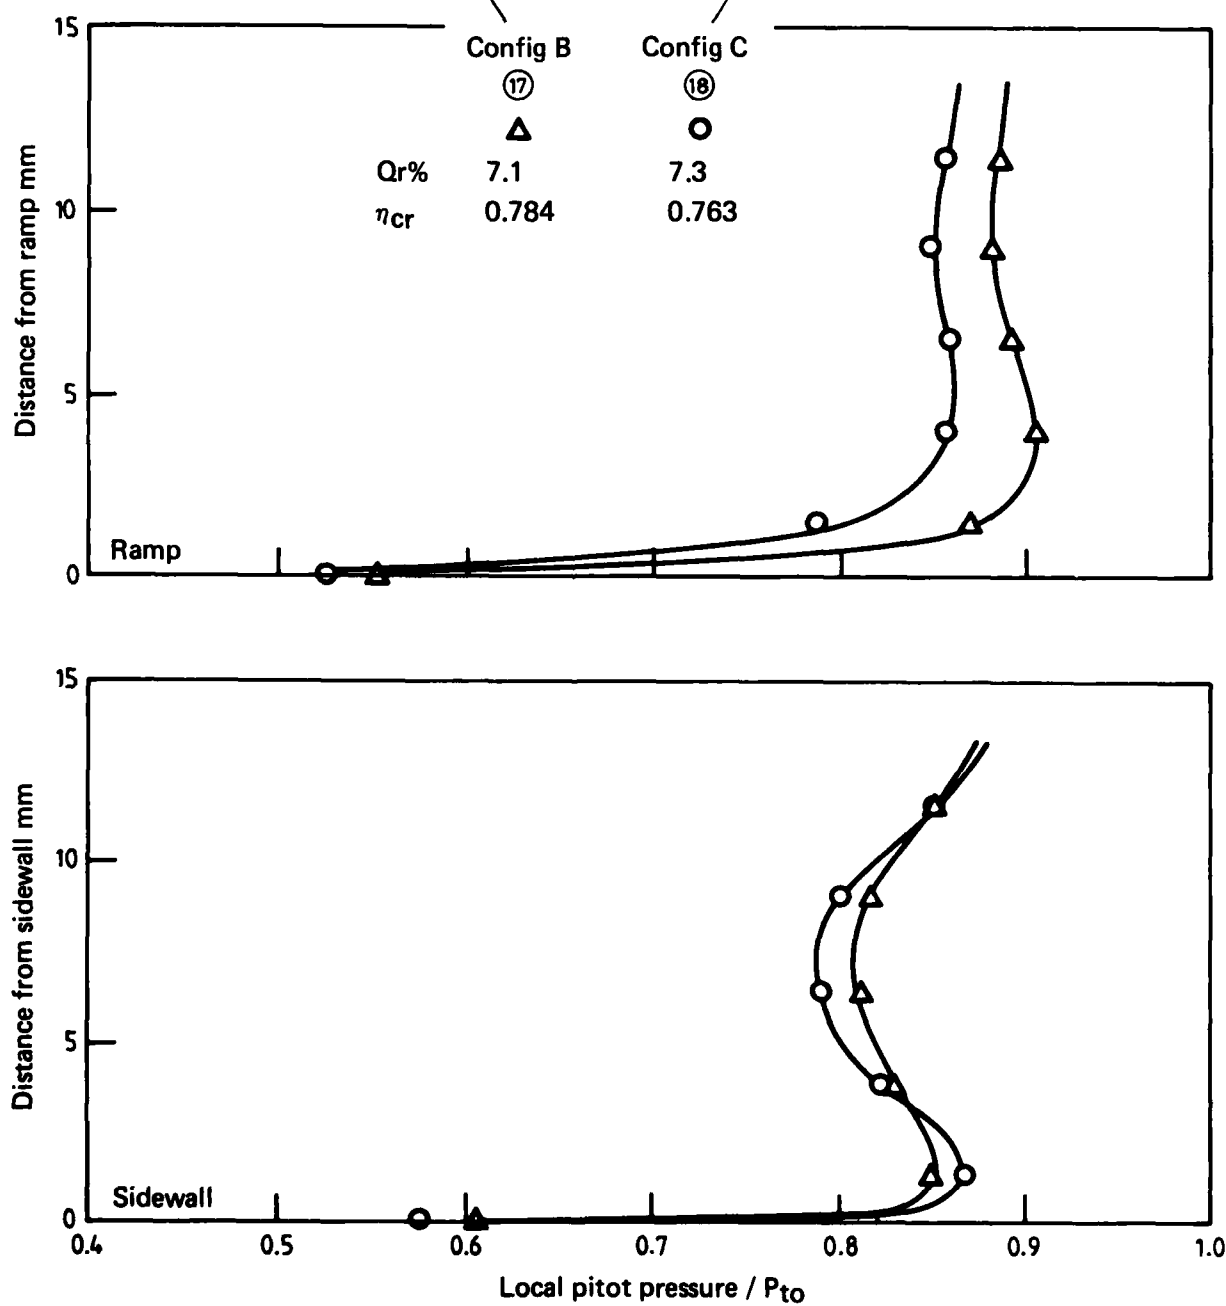 Config B Config C
⑰ ⑱
Qr% 7.1 7.3
ηcr 0.784 0.763
15
10
5
0
Distance from ramp mm
Ramp
15
10
5
0
Distance from sidewall mm
Sidewall
0.4 0.5 0.6 0.7 0.8 0.9 1.0
Local pitot pressure / Pto